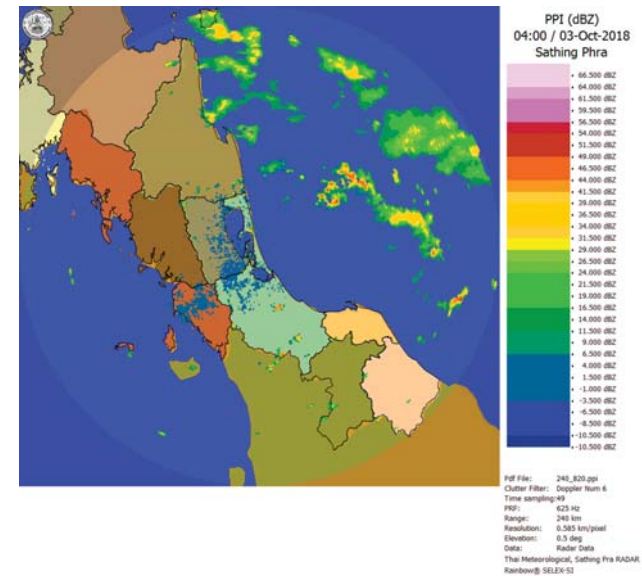 PPI (dBZ)
04:00 / 03-Oct-2018
Sathing Phra
66.500 dBZ
64.000 dBZ
61.500 dBZ
59.500 dBZ
56.500 dBZ
54.000 dBZ
51.500 dBZ
49.000 dBZ
46.500 dBZ
44.000 dBZ
41.500 dBZ
39.000 dBZ
36.500 dBZ
34.000 dBZ
31.500 dBZ
29.000 dBZ
26.500 dBZ
24.000 dBZ
21.500 dBZ
19.000 dBZ
16.500 dBZ
14.000 dBZ
11.500 dBZ
9.000 dBZ
6.500 dBZ
4.000 dBZ
1.500 dBZ
-1.000 dBZ
-3.500 dBZ
-6.500 dBZ
-8.500 dBZ
-10.500 dBZ
-10.500 dBZ
Pdf File: 240_820.ppi
Clutter Filter: Doppler Num 6
Time sampling:49
PRF: 625 Hz
Range: 240 km
Resolution: 0.585 km/pixel
Elevation: 0.5 deg
Data: Radar Data
Thai Meteorological, Sathing Pra RADAR
Rainbow® SELEX-SI